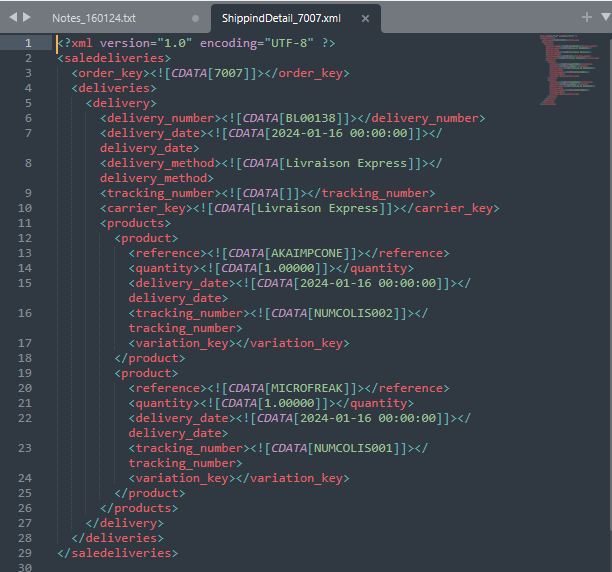 Notes_160124.txt
ShippindDetail_7007.xml
1 <?xml version="1.0" encoding="UTF-8" ?>
2 <saledeliveries>
3 <order_key><![CDATA[7007]]></order_key>
4 <deliveries>
5 <delivery>
6 <delivery_number><![CDATA[BL00138]]></delivery_number>
7 <delivery_date><![CDATA[2024-01-16 00:00:00]]></
delivery_date>
8 <delivery_method><![CDATA[Livraison Express]]></
delivery_method>
9 <tracking_number><![CDATA[]]></tracking_number>
10 <carrier_key><![CDATA[Livraison Express]]></carrier_key>
11 <products>
12 <product>
13 <reference><![CDATA[AKAIMPCONE]]></reference>
14 <quantity><![CDATA[1.00000]]></quantity>
15 <delivery_date><![CDATA[2024-01-16 00:00:00]]></
delivery_date>
16 <tracking_number><![CDATA[NUMCOLIS002]]></
tracking_number>
17 <variation_key></variation_key>
18 </product>
19 <product>
20 <reference><![CDATA[MICROFREAK]]></reference>
21 <quantity><![CDATA[1.00000]]></quantity>
22 <delivery_date><![CDATA[2024-01-16 00:00:00]]></
delivery_date>
23 <tracking_number><![CDATA[NUMCOLIS001]]></
tracking_number>
24 <variation_key></variation_key>
25 </product>
26 </products>
27 </delivery>
28 </deliveries>
29 </saledeliveries>
30